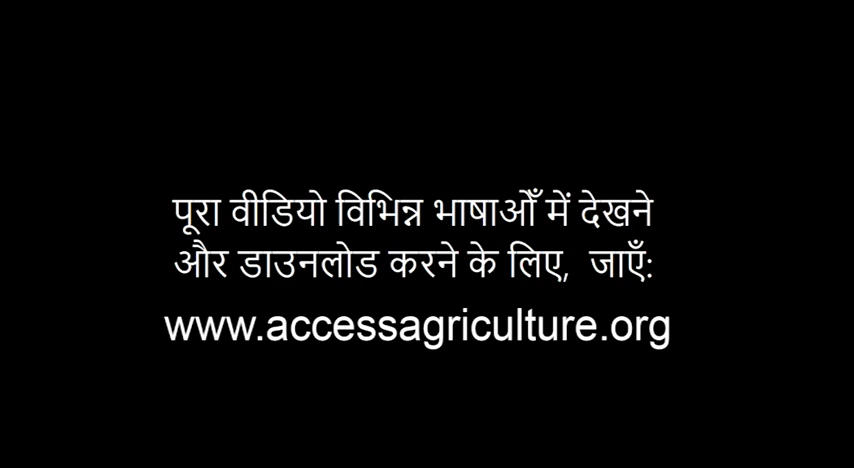 पूरा वीडियो विभिन्न भाषाओँ में देखने
और डाउनलोड करने के लिए, जाएँ:
www.accessagriculture.org